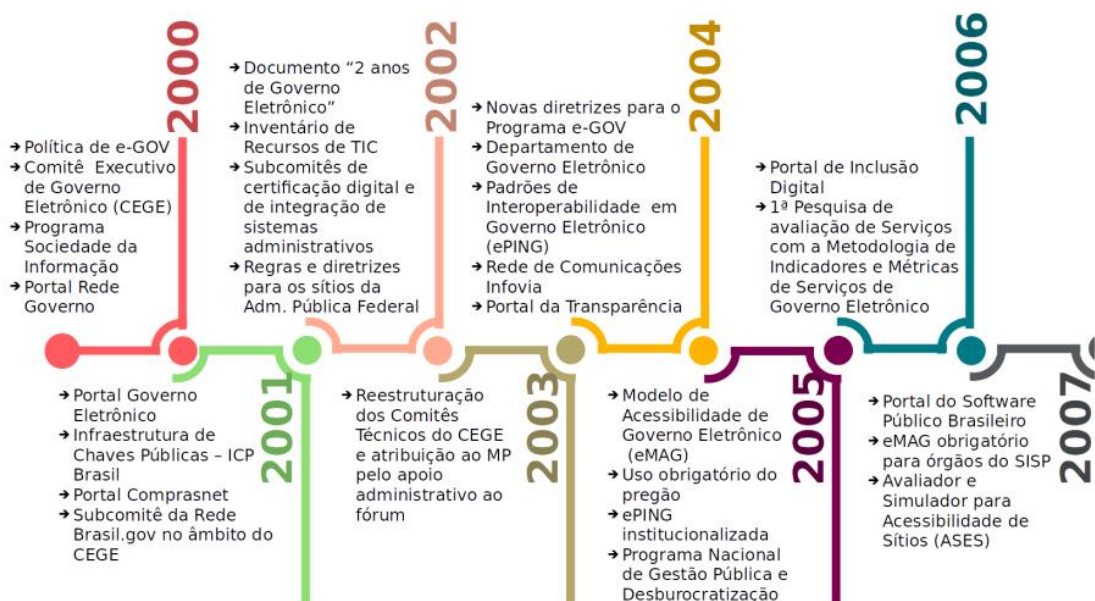 2000
➔ Política de e-GOV
➔ Comitê Executivo
de Governo
Eletrônico (CEGE)
➔ Programa
Sociedade da
Informação
➔ Portal Rede
Governo
2001
➔ Portal Governo
Eletrônico
➔ Infraestrutura de
Chaves Públicas – ICP
Brasil
➔ Portal Comprasnet
➔ Subcomitê da Rede
Brasil.gov no âmbito do
CEGE
2002
➔ Documento “2 anos
de Governo
Eletrônico”
➔ Inventário de
Recursos de TIC
➔ Subcomitês de
certificação digital e
de integração de
sistemas
administrativos
➔ Regras e diretrizes
para os sítios da
Adm. Pública Federal
2003
➔ Reestruturação
dos Comitês
Técnicos do CEGE
e atribuição ao MP
pelo apoio
administrativo ao
fórum
2004
➔ Novas diretrizes para o
Programa e-GOV
➔ Departamento de
Governo Eletrônico
➔ Padrões de
Interoperabilidade em
Governo Eletrônico
(ePING)
➔ Rede de Comunicações
Infovia
➔ Portal da Transparência
2005
➔ Modelo de
Acessibilidade de
Governo Eletrônico
(eMAG)
➔ Uso obrigatório do
pregão
➔ ePING
institucionalizada
➔ Programa Nacional
de Gestão Pública e
Desburocratização
2006
➔ Portal de Inclusão
Digital
➔ 1ª Pesquisa de
avaliação de Serviços
com a Metodologia de
Indicadores e Métricas
de Serviços de
Governo Eletrônico
2007
➔ Portal do Software
Público Brasileiro
➔ eMAG obrigatório
para órgãos do SISP
➔ Avaliador e
Simulador para
Acessibilidade de
Sítios (ASES)